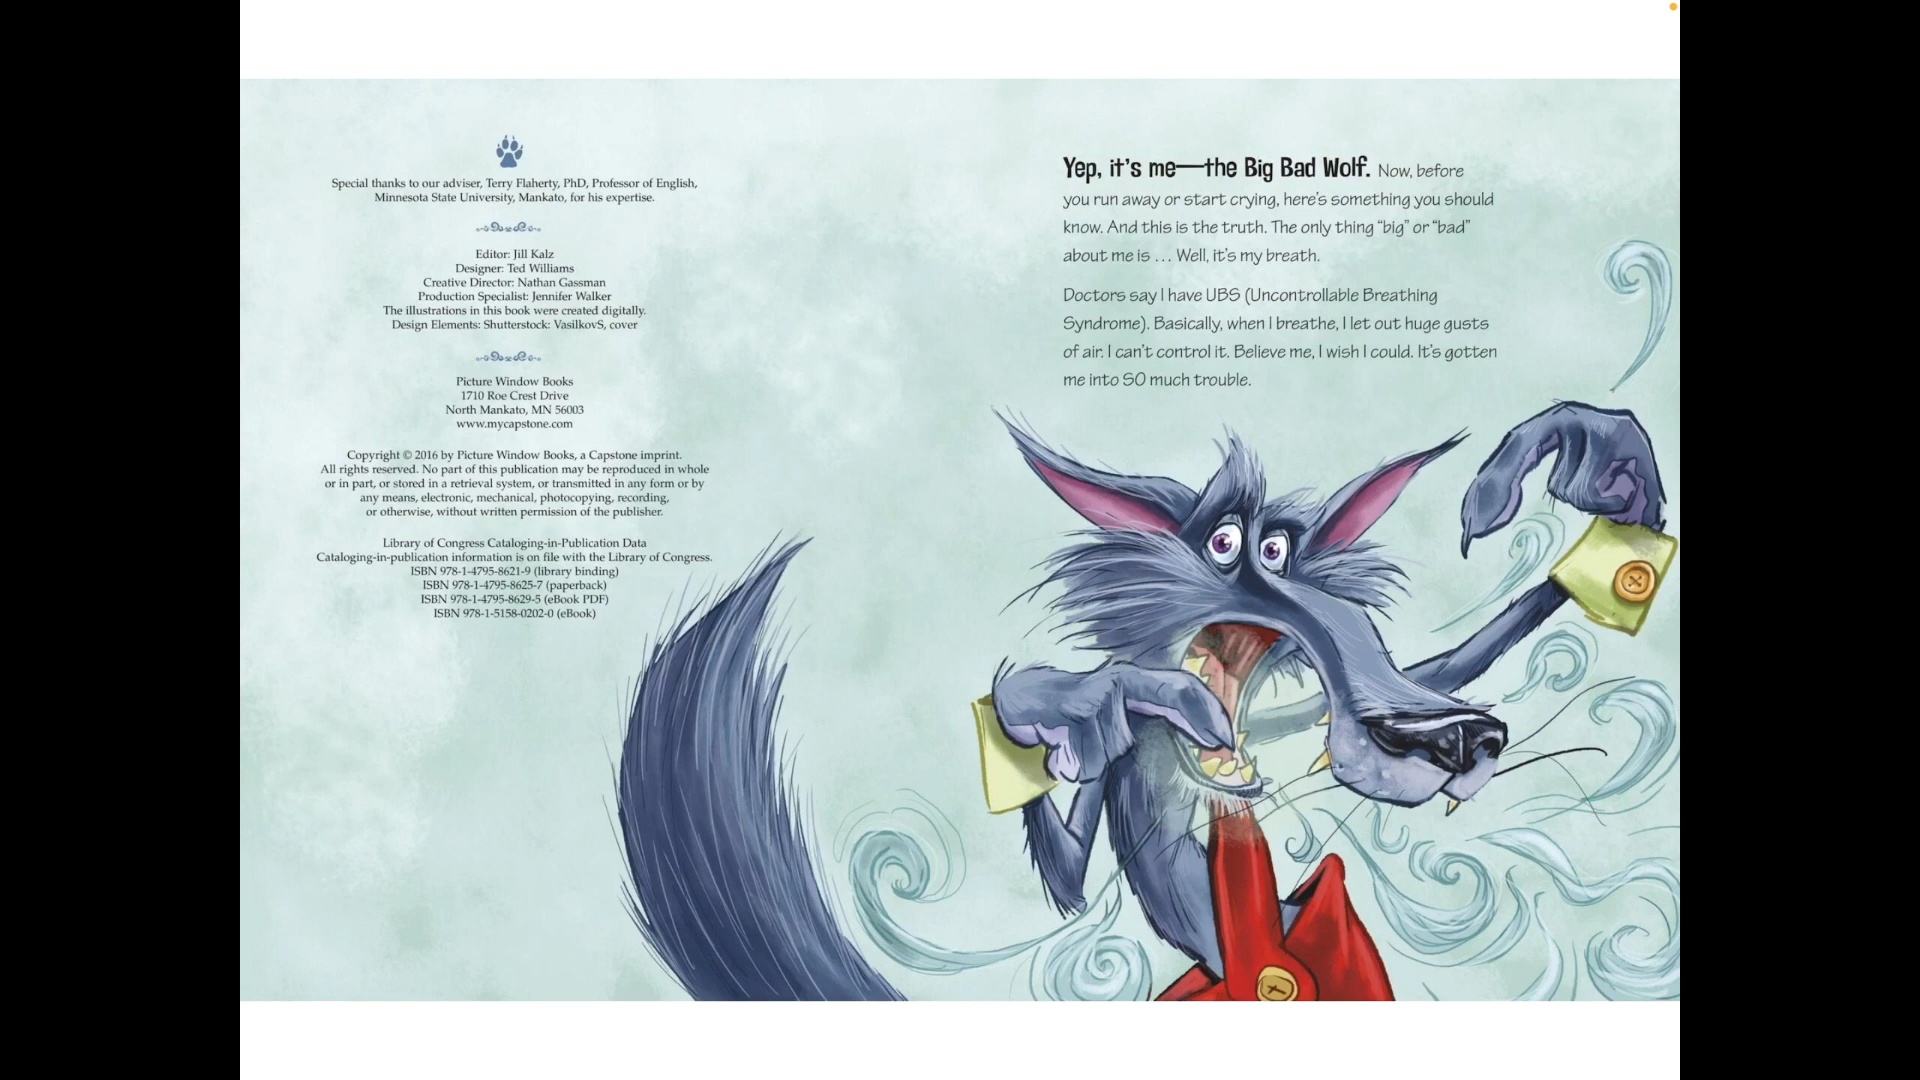 Special thanks to our adviser, Terry Flaherty, PhD, Professor of English,
Minnesota State University, Mankato, for his expertise.
Editor: Jill Kalz
Designer: Ted Williams
Creative Director: Nathan Gassman
Production Specialist: Jennifer Walker
The illustrations in this book were created digitally.
Design Elements: Shutterstock: VasilkovS, cover
Picture Window Books
1710 Roe Crest Drive
North Mankato, MN 56003
www.mycapstone.com
Copyright © 2016 by Picture Window Books, a Capstone imprint.
All rights reserved. No part of this publication may be reproduced in whole
or in part, or stored in a retrieval system, or transmitted in any form or by
any means, electronic, mechanical, photocopying, recording,
or otherwise, without written permission of the publisher.
Library of Congress Cataloging-in-Publication Data
Cataloging-in-publication information is on file with the Library of Congress.
ISBN 978-1-4795-8621-9 (library binding)
ISBN 978-1-4795-8625-7 (paperback)
ISBN 978-1-4795-8629-5 (eBook PDF)
ISBN 978-1-5158-0202-0 (eBook)
Yep, it's me—the Big Bad Wolf. Now, before
you run away or start crying, here's something you should
know. And this is the truth. The only thing “big” or “bad”
about me is … Well, it's my breath.
Doctors say I have UBS (Uncontrollable Breathing
Syndrome). Basically, when I breathe, I let out huge gusts
of air. I can't control it. Believe me, I wish I could. It's gotten
me into SO much trouble.